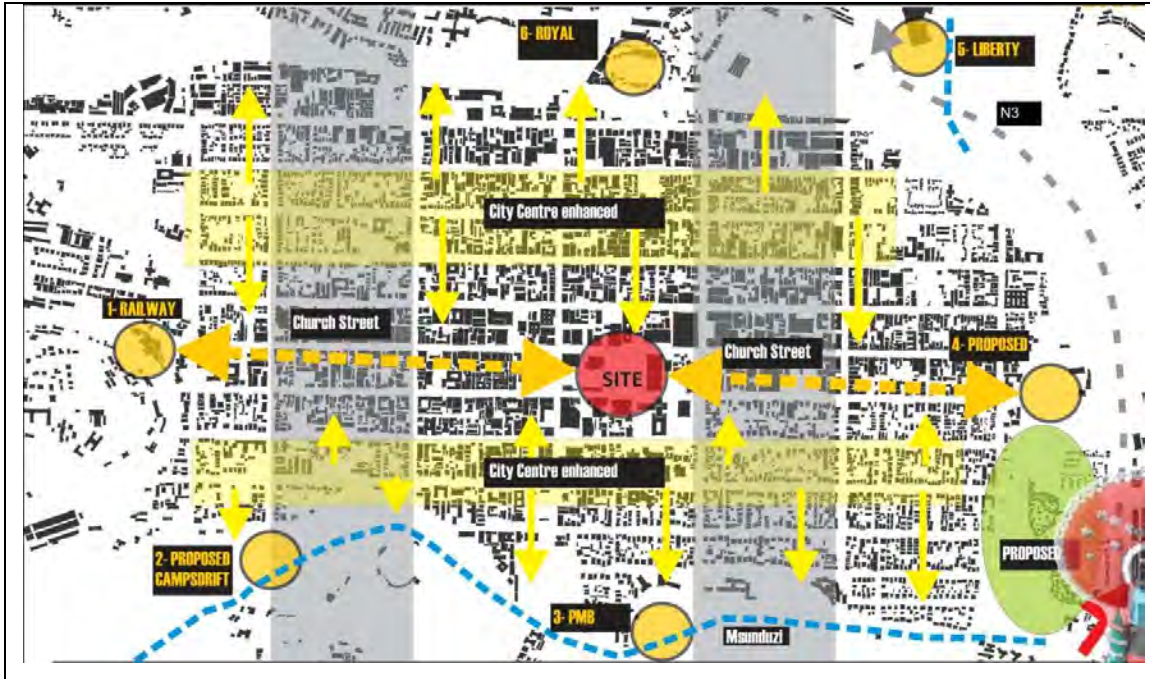 6- ROYAL
5- LIBERTY
N3
City Centre enhanced
1- RAILWAY
Church Street
Church Street
4- PROPOSED
SITE
City Centre enhanced
2- PROPOSED
CAMPSDRIFT
PROPOSED
3- PMB
Msunduzi